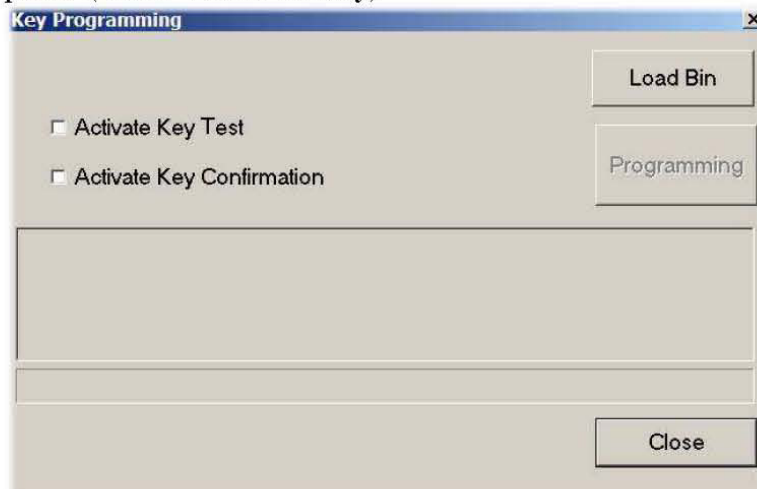 Key Programming
Load Bin
Activate Key Test
Programming
Activate Key Confirmation
Close